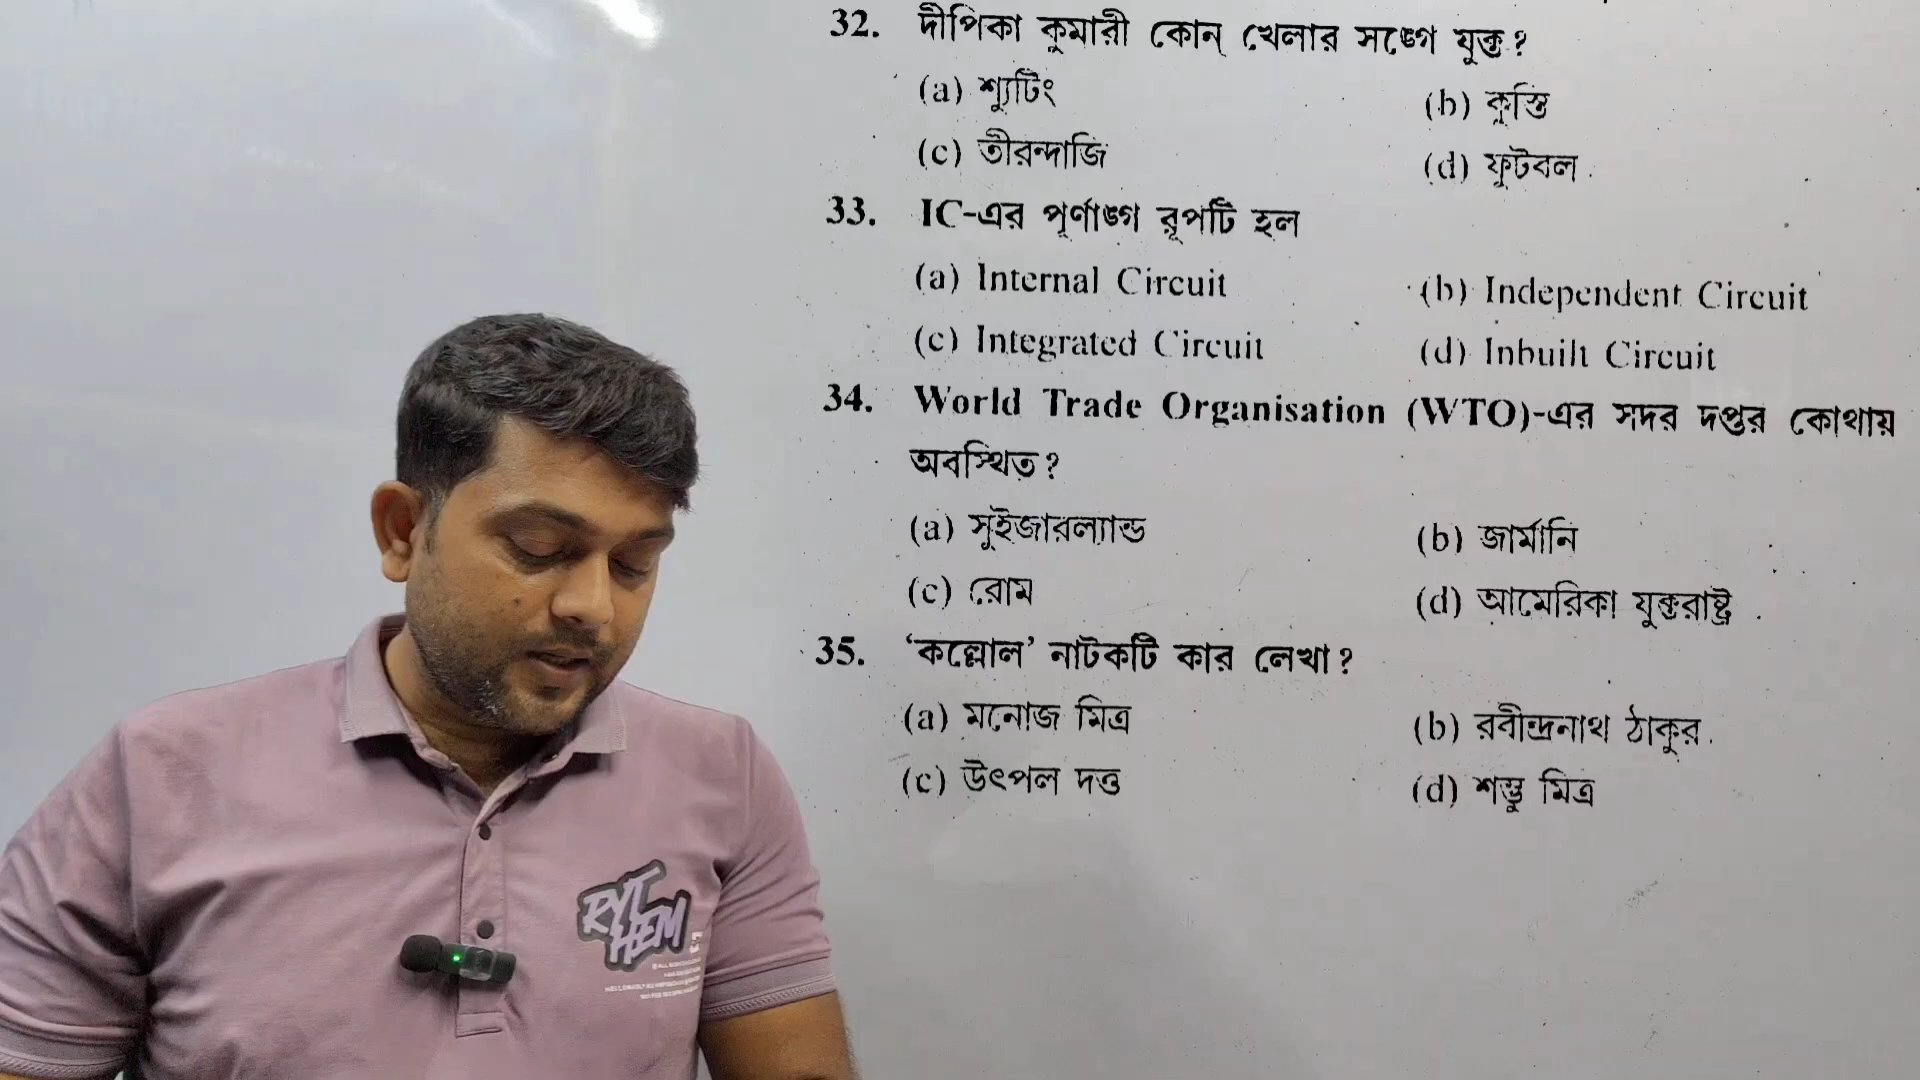 32. দীপিকা কুমারী কোন্ খেলার সঙ্গে যুক্ত?
(a) শ্যুটিং (b) কুস্তি
(c) তীরন্দাজি (d) ফুটবল
33. IC-এর পূর্ণাঙ্গ রূপটি হল
(a) Internal Circuit (b) Independent Circuit
(c) Integrated Circuit (d) Inbuilt Circuit
34. World Trade Organisation (WTO)-এর সদর দপ্তর কোথায়
অবস্থিত?
(a) সুইজারল্যান্ড (b) জার্মানি
(c) রোম (d) আমেরিকা যুক্তরাষ্ট্র
35. ‘কল্লোল’ নাটকটি কার লেখা?
(a) মনোজ মিত্র (b) রবীন্দ্রনাথ ঠাকুর
(c) উৎপল দত্ত (d) শম্ভু মিত্র
RYT
HEM